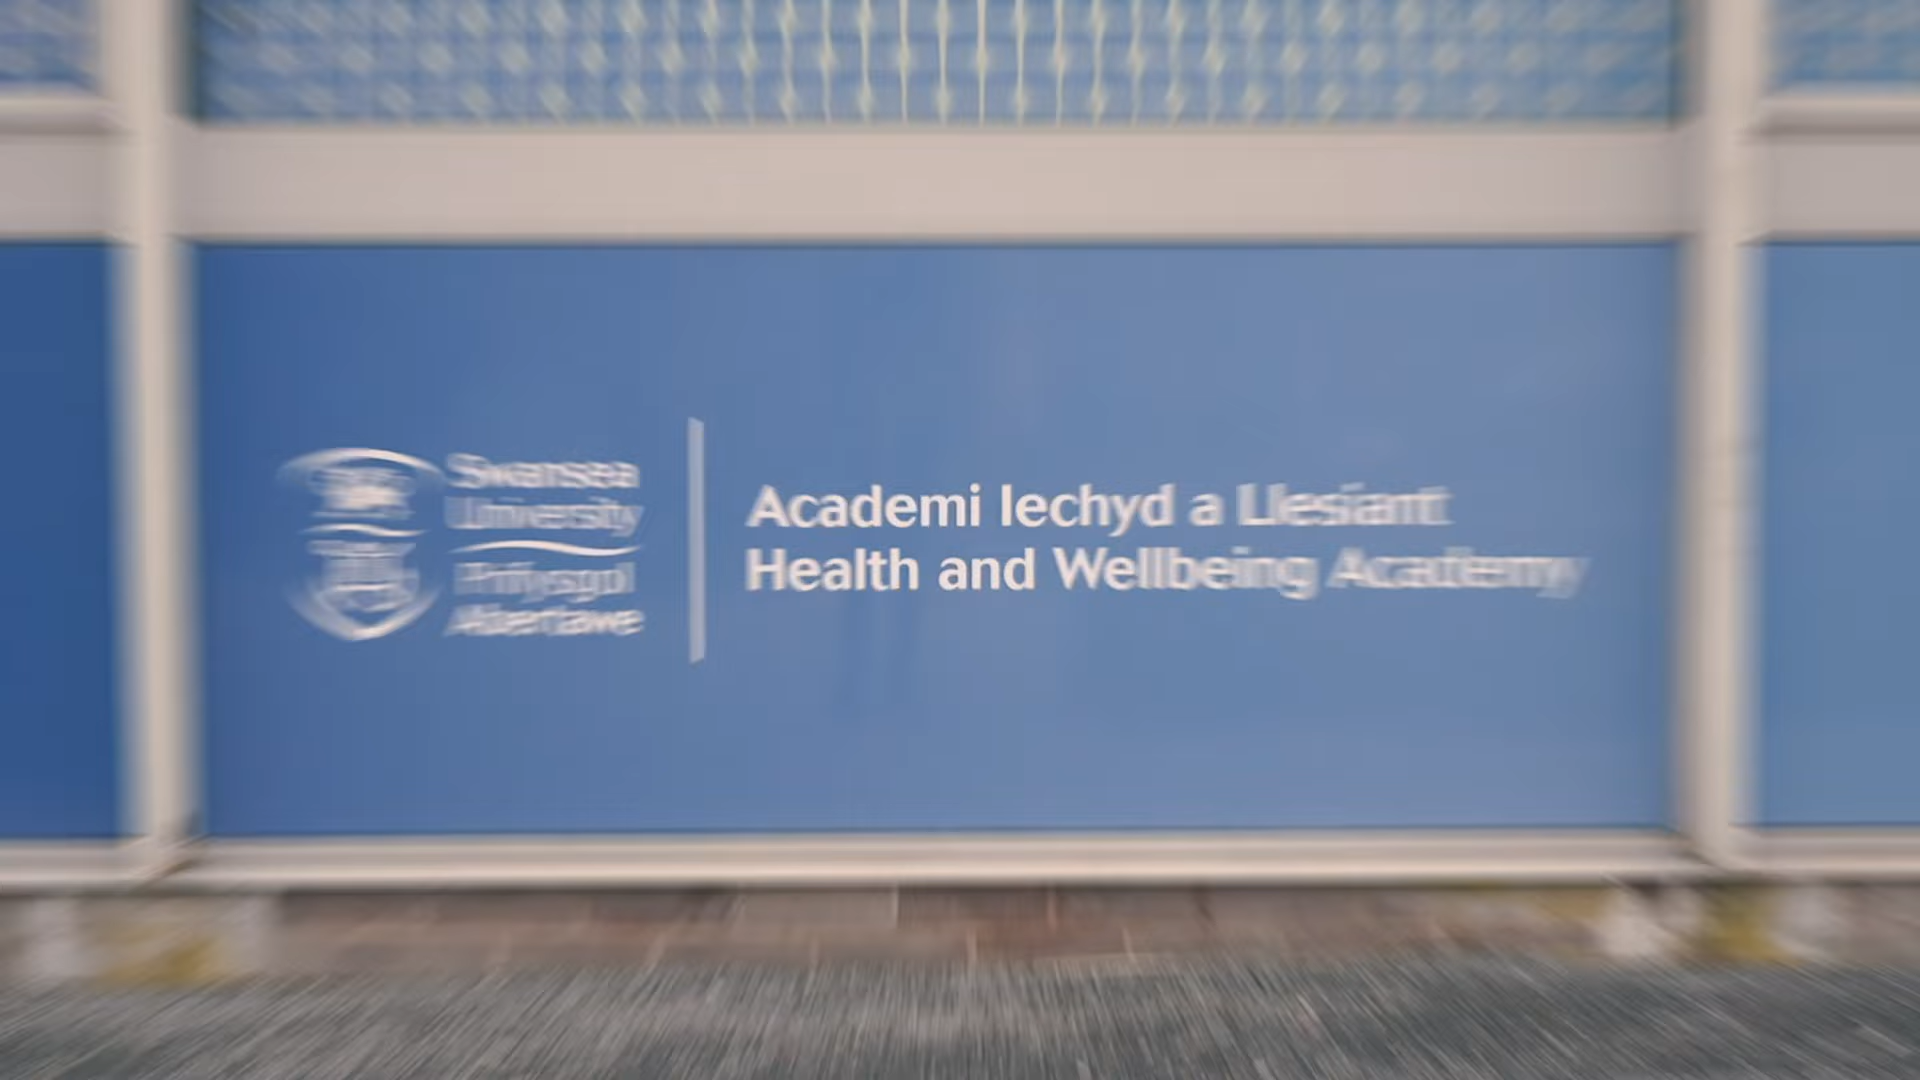 Swansea
University
Prifysgol
Abertawe
Academi Iechyd a Llesiant
Health and Wellbeing Academy